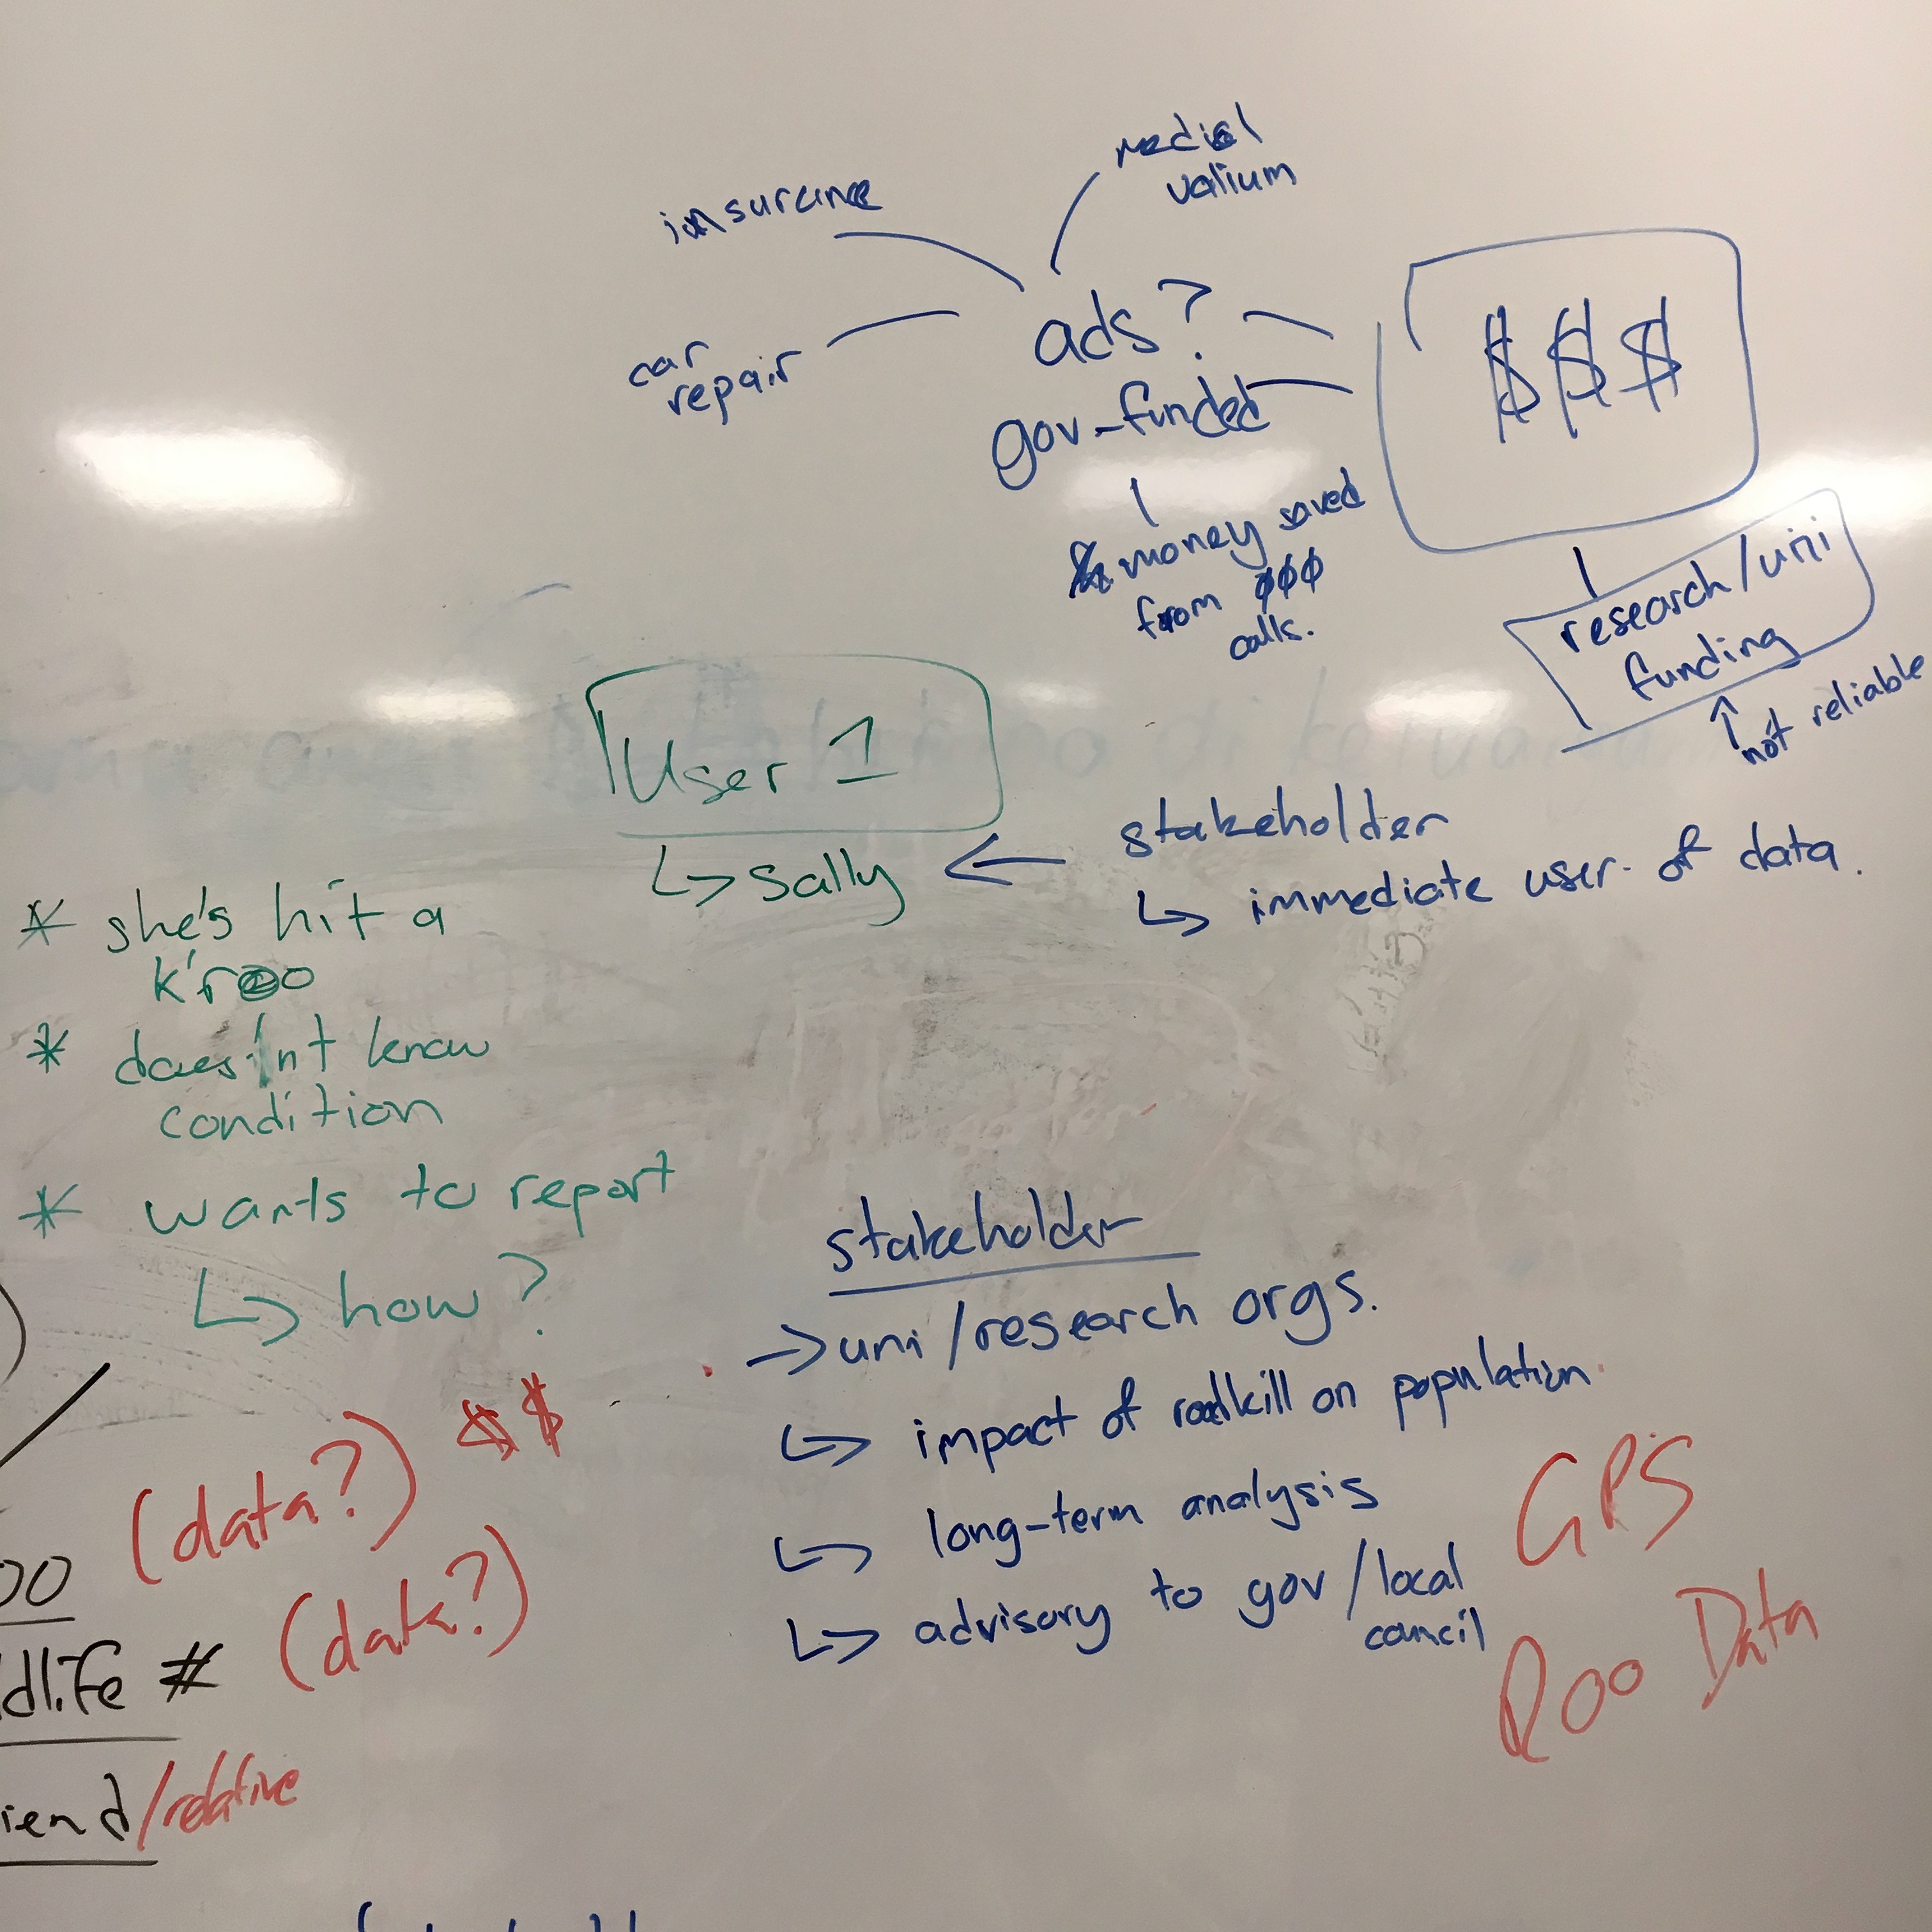 insurance
valium
car
repair
ads?
gov-funded
$$$
money saved
from ϕϕϕ
calls.
research/uni
funding
not reliable
User 1
↳ sally
←
stakeholder
↳ immediate user of data.
* she's hit a
k'roo
* doesn't know
condition
* wants to report
↳ how?
stakeholder
→ uni/research orgs.
↳ impact of roadkill on population.
↳ long-term analysis
↳ advisory to gov/local
council
(data?) $$
(data?)
GPS
Roo Data
00
dlife #
iend/relative